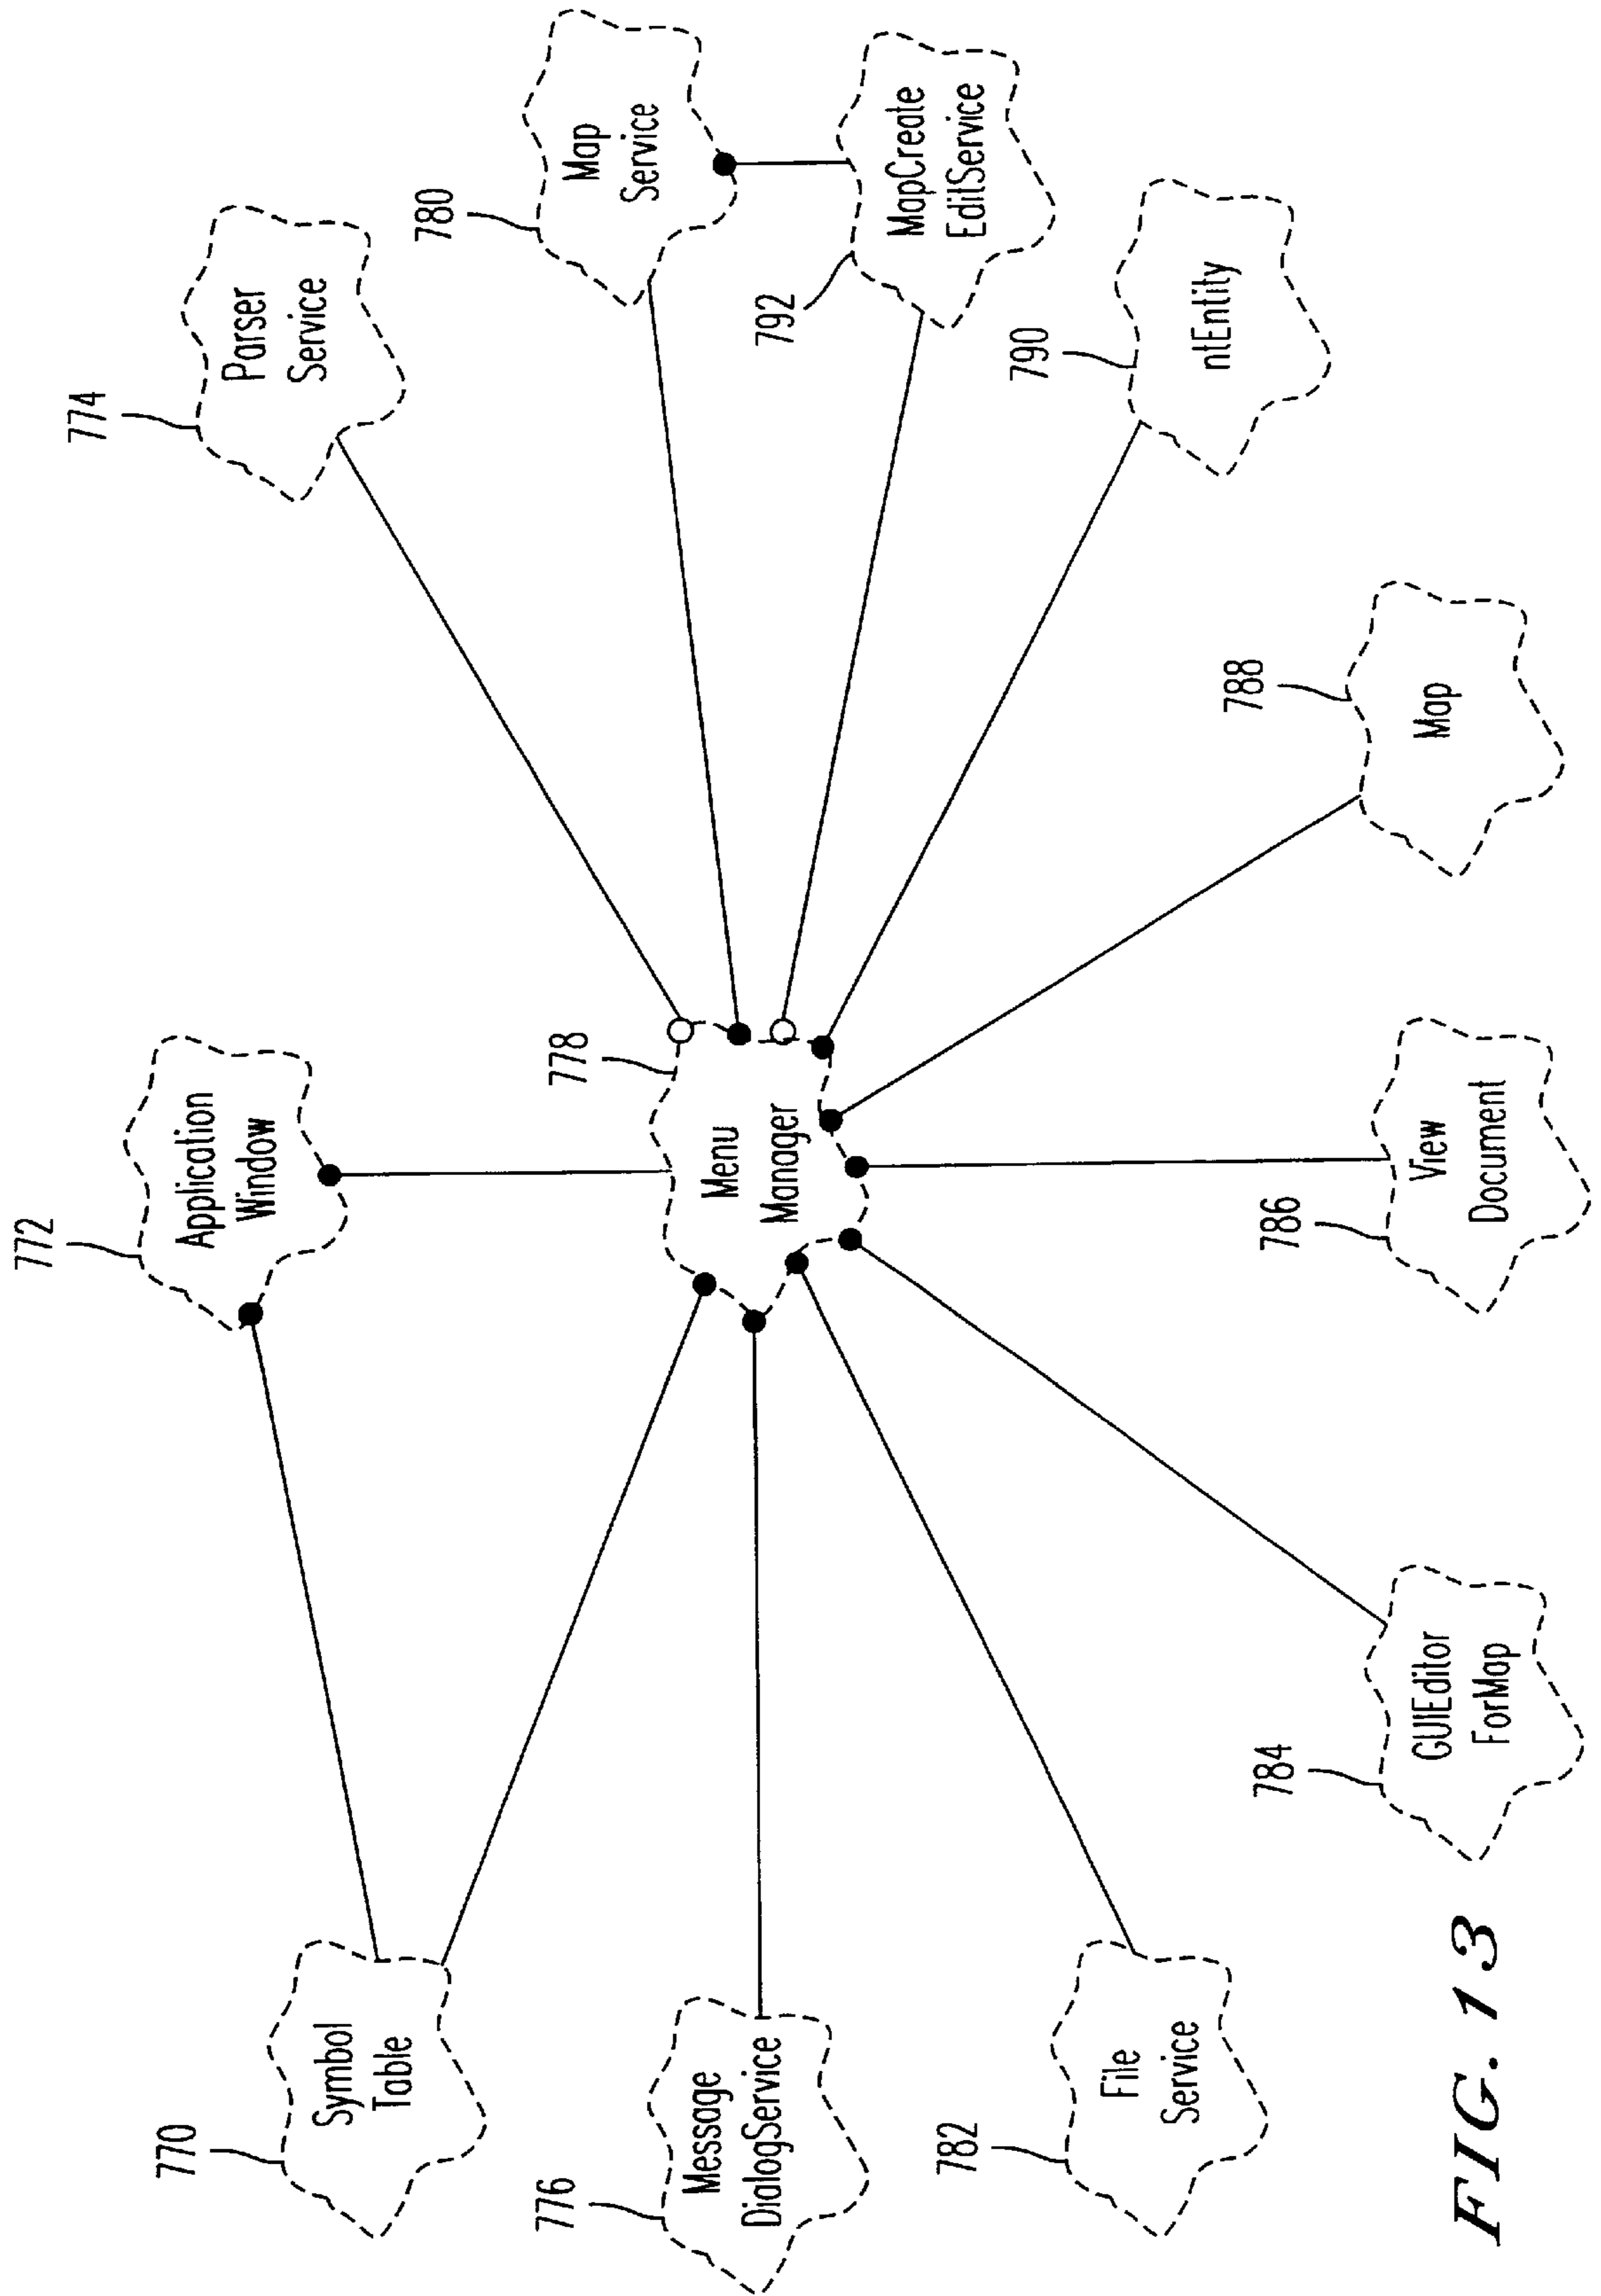 772
Application
Window
774
Parser
Service
770
Symbol
Table
778
Menu
Manager
780
Map
Service
776
Message
DialogService
792
MapCreate
EditService
782
File
Service
790
ntEntity
784
GUIEditor
ForMap
786
View
Document
788
Map
FIG. 13